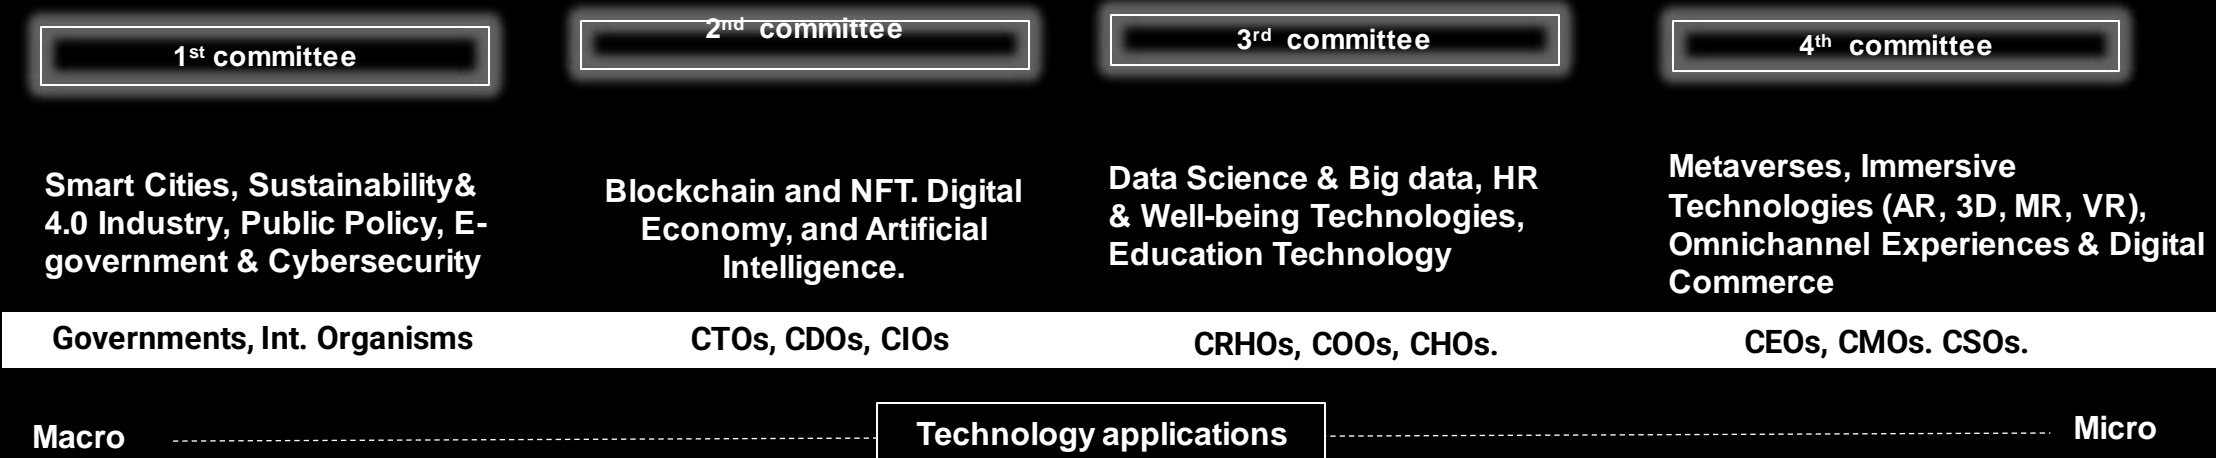 1st committee
2nd committee
3rd committee
4th committee
Smart Cities, Sustainability&
4.0 Industry, Public Policy, E-
government & Cybersecurity
Blockchain and NFT. Digital
Economy, and Artificial
Intelligence.
Data Science & Big data, HR
& Well-being Technologies,
Education Technology
Metaverses, Immersive
Technologies (AR, 3D, MR, VR),
Omnichannel Experiences & Digital
Commerce
Governments, Int. Organisms
CTOs, CDOs, CIOs
CRHOs, COOs, CHOs.
CEOs, CMOs. CSOs.
Macro
Technology applications
Micro